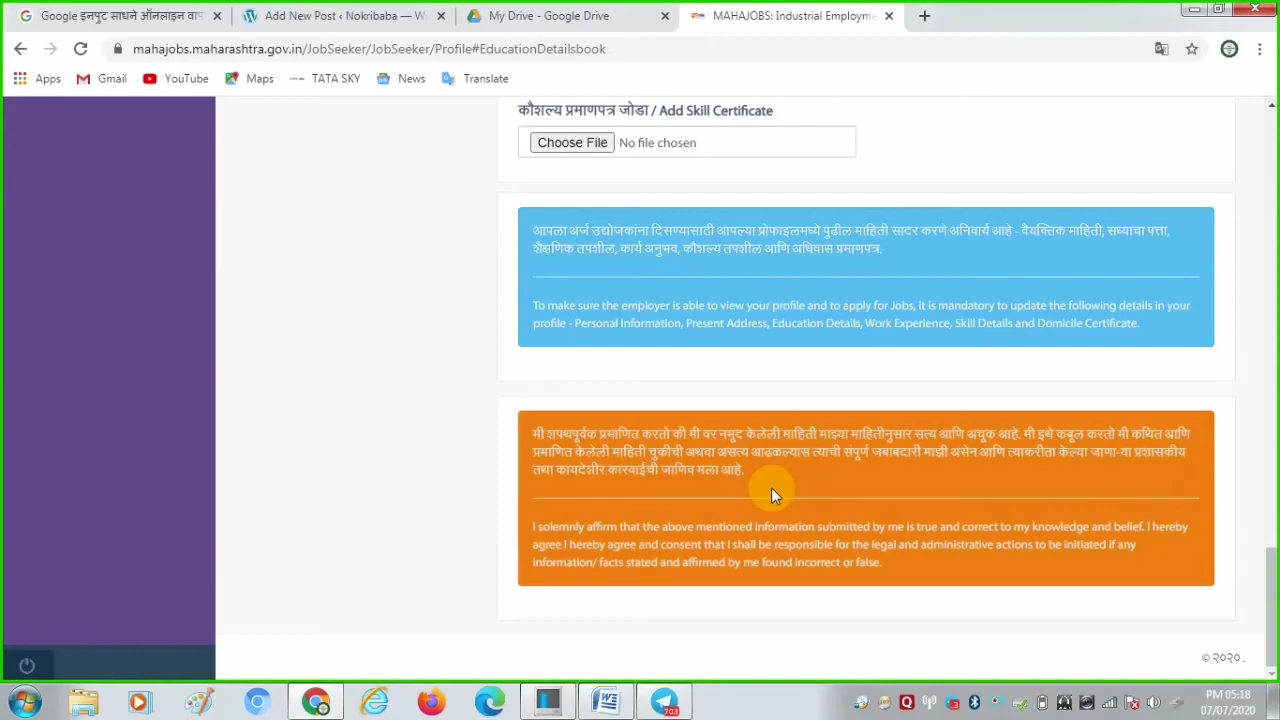 Google इनपुट साधने ऑनलाइन वाप
Add New Post ‹ Nokribaba — W
My Drive - Google Drive
MAHAJOBS: Industrial Employme
mahajobs.maharashtra.gov.in/JobSeeker/JobSeeker/Profile#EducationDetailsbook
Apps Gmail YouTube Maps TATA SKY News Translate
कौशल्य प्रमाणपत्र जोडा / Add Skill Certificate
Choose File No file chosen
आपला अर्ज उद्योजकांना दिसण्यासाठी आपल्या प्रोफाइलमध्ये पुढील माहिती सादर करणे अनिवार्य आहे - वैयक्तिक माहिती, सध्याचा पत्ता,
शैक्षणिक तपशील, कार्य अनुभव, कौशल्य तपशील आणि अधिवास प्रमाणपत्र.
To make sure the employer is able to view your profile and to apply for Jobs, it is mandatory to update the following details in your
profile - Personal Information, Present Address, Education Details, Work Experience, Skill Details and Domicile Certificate.
मी शपथपूर्वक प्रमाणित करतो की मी वर नमूद केलेली माहिती माझ्या माहितीनुसार सत्य आणि अचूक आहे. मी इथे कबूल करतो मी कथित आणि
प्रमाणित केलेली माहिती चुकीची अथवा असत्य आढळल्यास त्याची संपूर्ण जबाबदारी माझी असेन आणि त्याकरीता केल्या जाणा-या प्रशासकीय
तथा कायदेशीर कारवाईची जाणिव मला आहे.
I solemnly affirm that the above mentioned information submitted by me is true and correct to my knowledge and belief. I hereby
agree I hereby agree and consent that I shall be responsible for the legal and administrative actions to be initiated if any
information/ facts stated and affirmed by me found incorrect or false.
© २०२० .
703
PM 05:18
07/07/2020